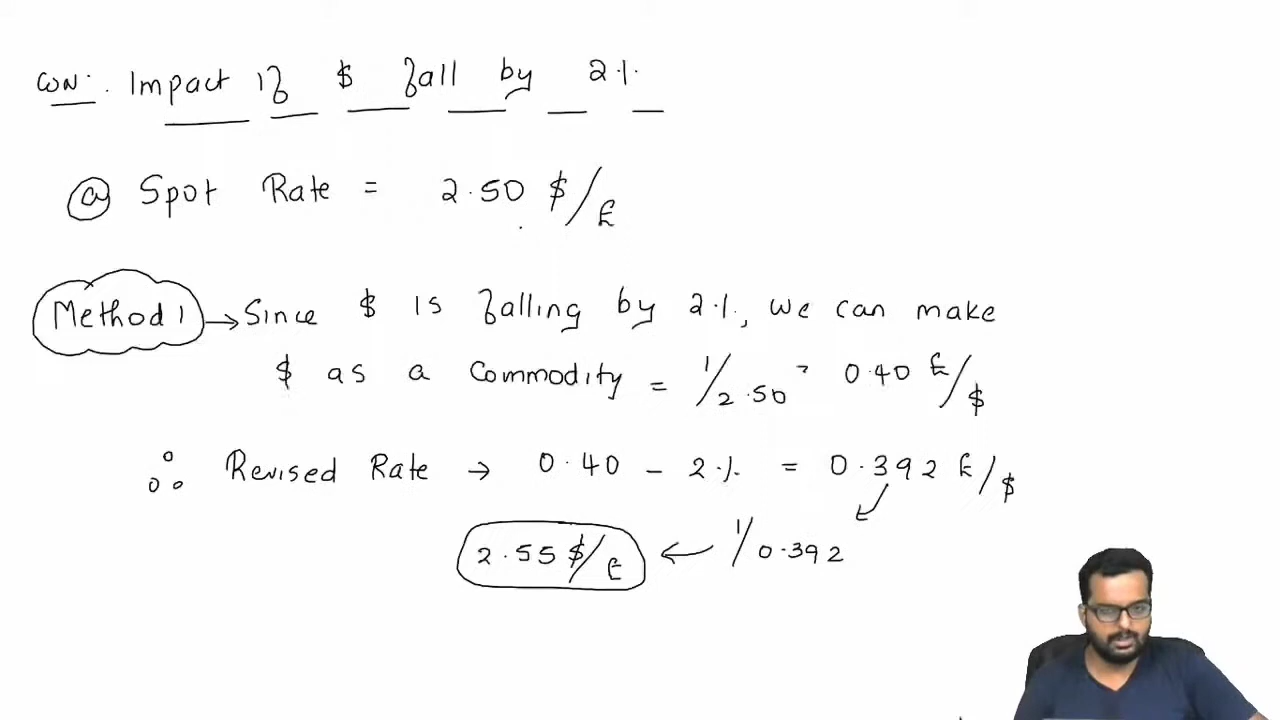 WN: Impact If $ fall by 2%
(a) Spot Rate = 2.50 $/£
Method 1 → Since $ is falling by 2%, we can make
$ as a Commodity = 1/2.50 = 0.40 £/$
∴ Revised Rate → 0.40 - 2% = 0.392 £/$
2.55 $/£ ← 1/0.392